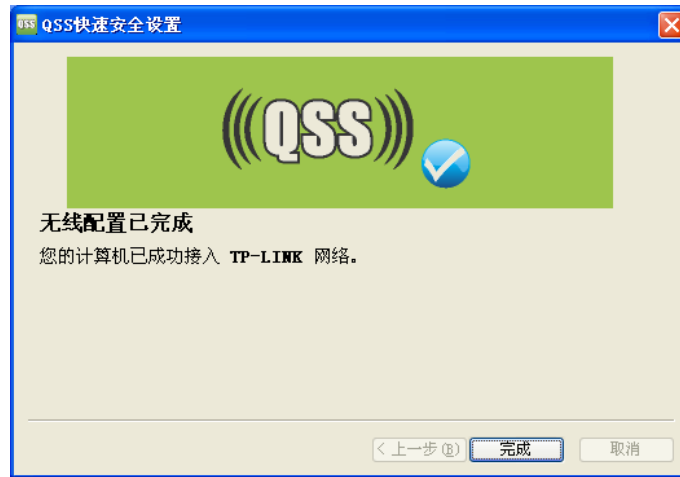 QSS QSS快速安全设置
(((QSS)))
无线配置已完成
您的计算机已成功接入 TP-LINK 网络。
< 上一步(B) 完成 取消